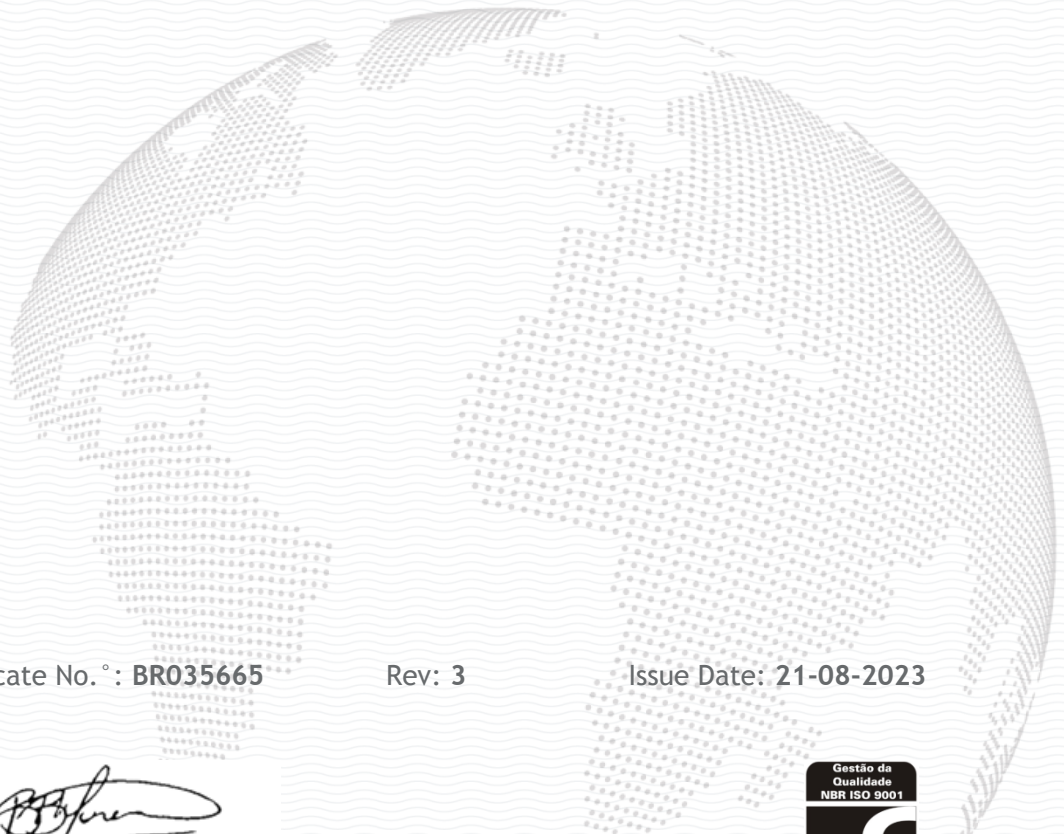 cate No.°: BR035665 Rev: 3 Issue Date: 21-08-2023
Gestão da
Qualidade
NBR ISO 9001